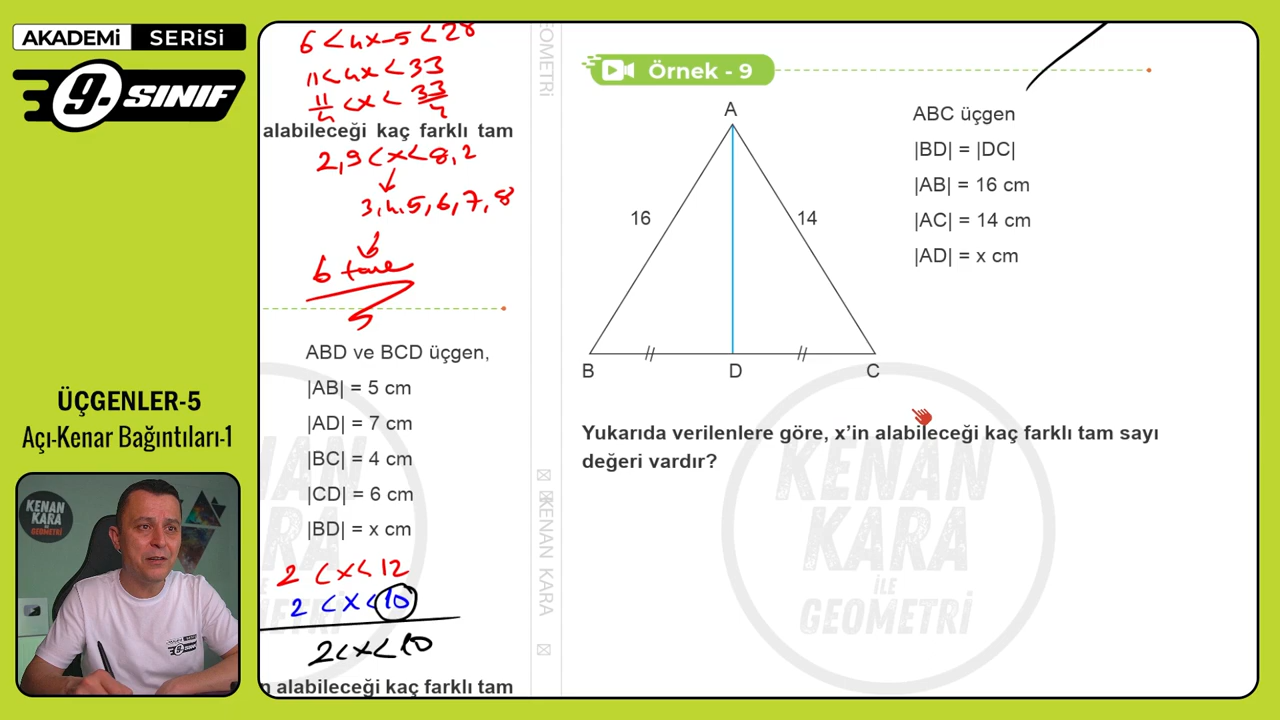 AKADEMİ SERİSİ
9. SINIF
6 < 4x-5 < 28
11 < 4x < 33
11/4 < x < 33/4
alabileceği kaç farklı tam
2,9 < x < 8,2
3, 4, 5, 6, 7, 8
6 tane
ABD ve BCD üçgen,
|AB| = 5 cm
|AD| = 7 cm
|BC| = 4 cm
|CD| = 6 cm
|BD| = x cm
2 < x < 12
2 < x < 10
2 < x < 10
n alabileceği kaç farklı tam
GEOMETRİ
KENAN KARA
Örnek - 9
A
16
14
B
D
C
ABC üçgen
|BD| = |DC|
|AB| = 16 cm
|AC| = 14 cm
|AD| = x cm
Yukarıda verilenlere göre, x'in alabileceği kaç farklı tam sayı
değeri vardır?
KENAN
KARA
İLE
GEOMETRİ
ÜÇGENLER-5
Açı-Kenar Bağıntıları-1
KENAN
KARA
İLE
GEOMETRİ